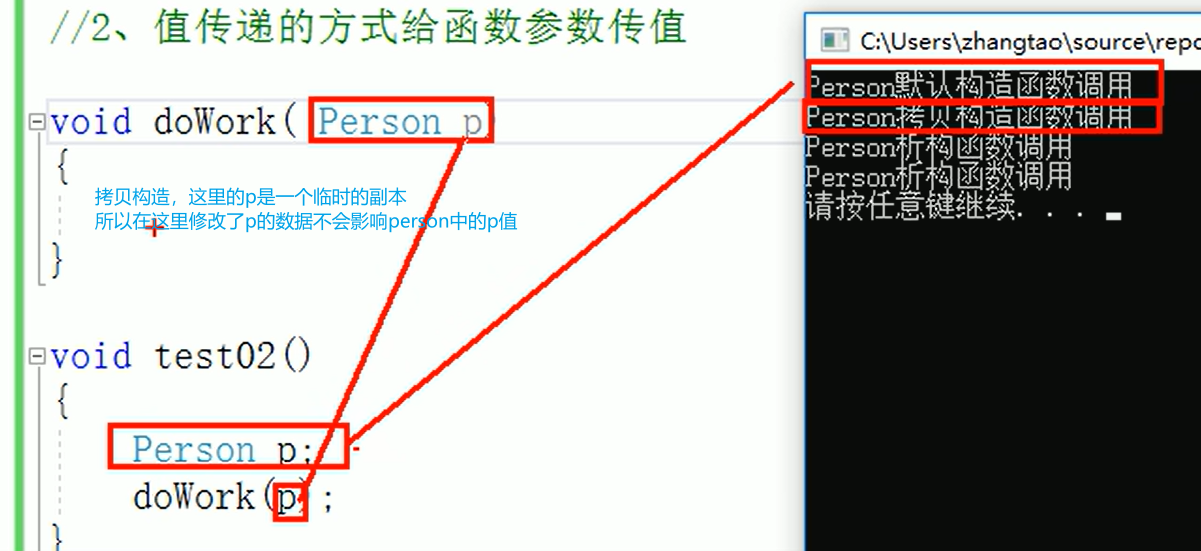 //2、值传递的方式给函数参数传值
void doWork( Person p)
{
拷贝构造，这里的p是一个临时的副本
所以在这里修改了p的数据不会影响person中的p值
}
void test02()
{
Person p;
doWork(p);
}
C:\Users\zhangtao\source\repo
Person默认构造函数调用
Person拷贝构造函数调用
Person析构函数调用
Person析构函数调用
请按任意键继续. . .